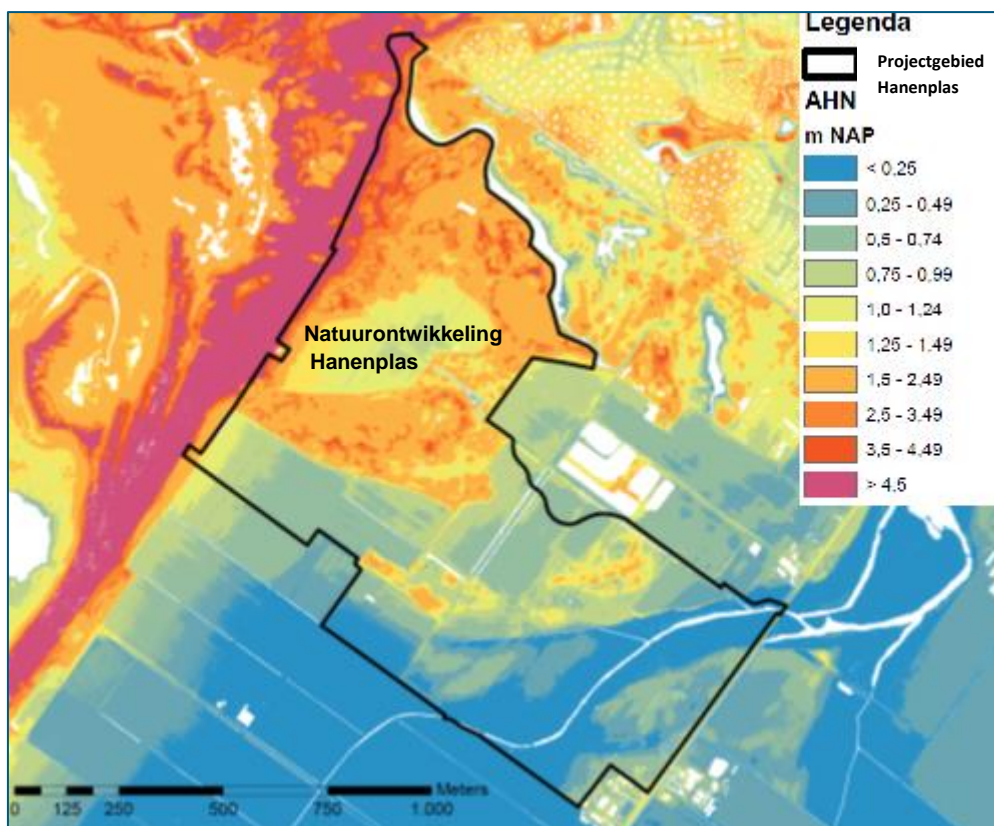 Legenda
Projectgebied
Hanenplas
AHN
m NAP
< 0.25
0,25 - 0,49
0,5 - 0,74
0,75 - 0,99
1,0 - 1,24
1,25 - 1,49
1,5 - 2,49
2,5 - 3,49
3,5 - 4,49
> 4,5
Natuurontwikkeling
Hanenplas
Meters
0 125 250 500 750 1.000